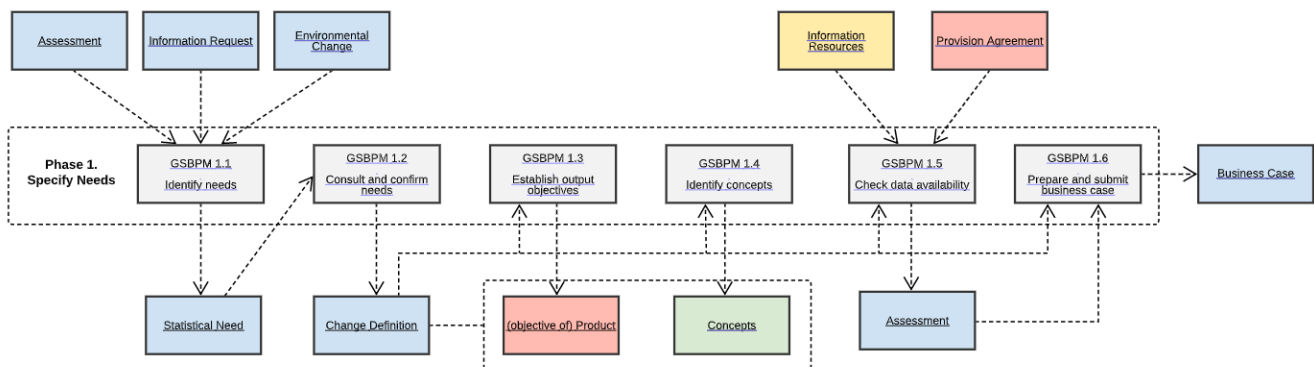 Assessment
Information Request
Environmental
Change
Information
Resources
Provision Agreement
Phase 1.
Specify Needs
GSBPM 1.1
Identify needs
GSBPM 1.2
Consult and confirm
needs
GSBPM 1.3
Establish output
objectives
GSBPM 1.4
Identify concepts
GSBPM 1.5
Check data availability
GSBPM 1.6
Prepare and submit
business case
Business Case
Statistical Need
Change Definition
(objective of) Product
Concepts
Assessment